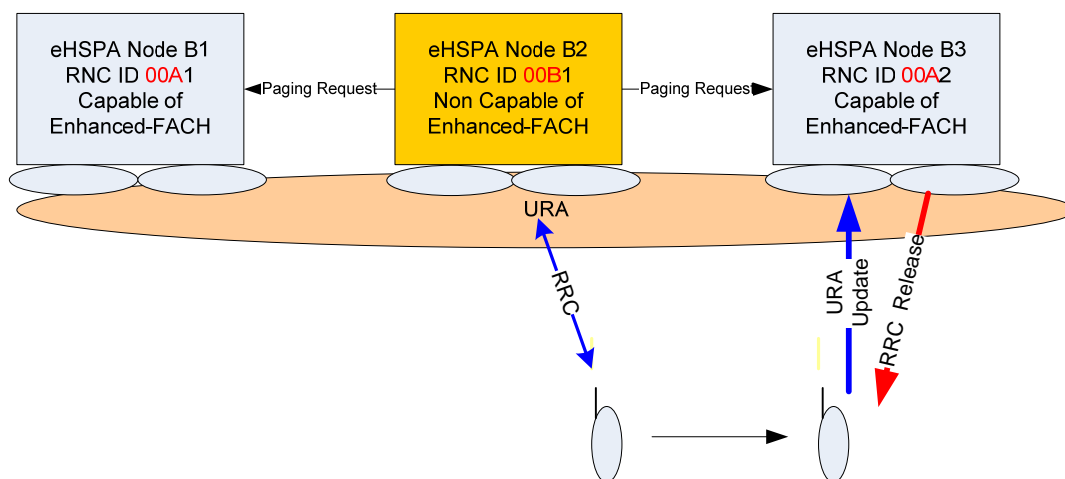 eHSPA Node B1
RNC ID 00A1
Capable of
Enhanced-FACH
Paging Request
eHSPA Node B2
RNC ID 00B1
Non Capable of
Enhanced-FACH
Paging Request
eHSPA Node B3
RNC ID 00A2
Capable of
Enhanced-FACH
URA
RRC
URA
Update
RRC Release